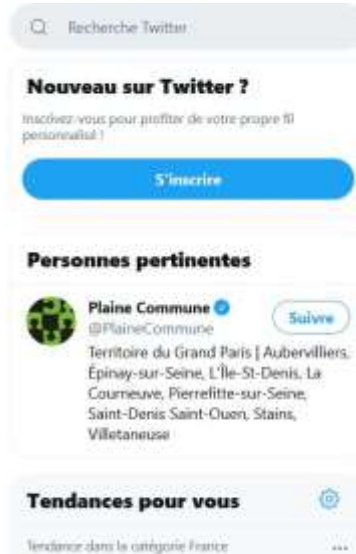 Recherche Twitter
Nouveau sur Twitter ?
Inscrivez-vous pour profiter de votre propre fil
personnalisé !
S'inscrire
Personnes pertinentes
Plaine Commune
@PlaineCommune
Suivre
Territoire du Grand Paris | Aubervilliers,
Épinay-sur-Seine, L'Île-St-Denis, La
Courneuve, Pierrefitte-sur-Seine,
Saint-Denis Saint-Ouen, Stains,
Villetaneuse
Tendances pour vous
Tendance dans la catégorie France